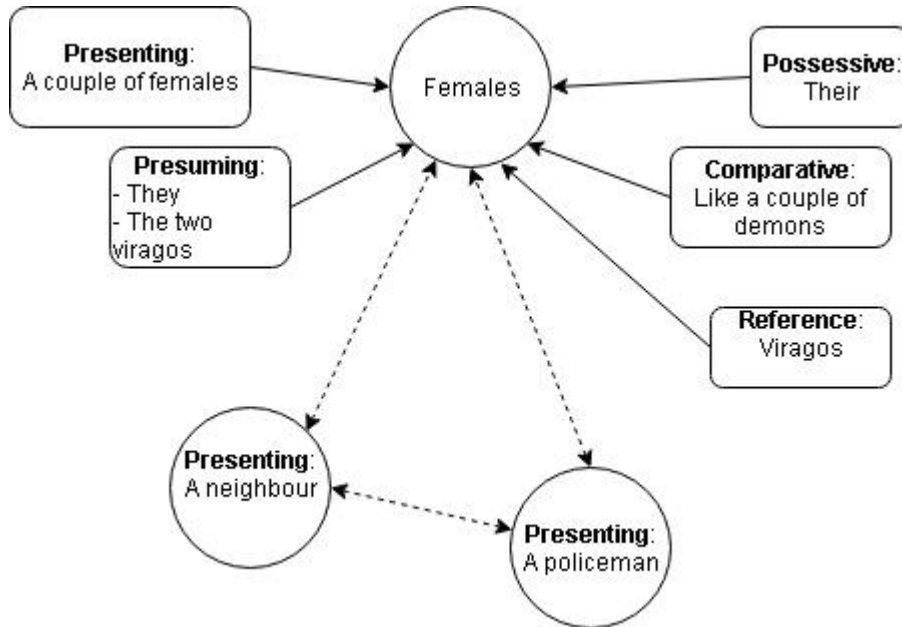 Presenting:
A couple of females
Females
Possessive:
Their
Presuming:
- They
- The two
viragos
Comparative:
Like a couple of
demons
Reference:
Viragos
Presenting:
A neighbour
Presenting:
A policeman